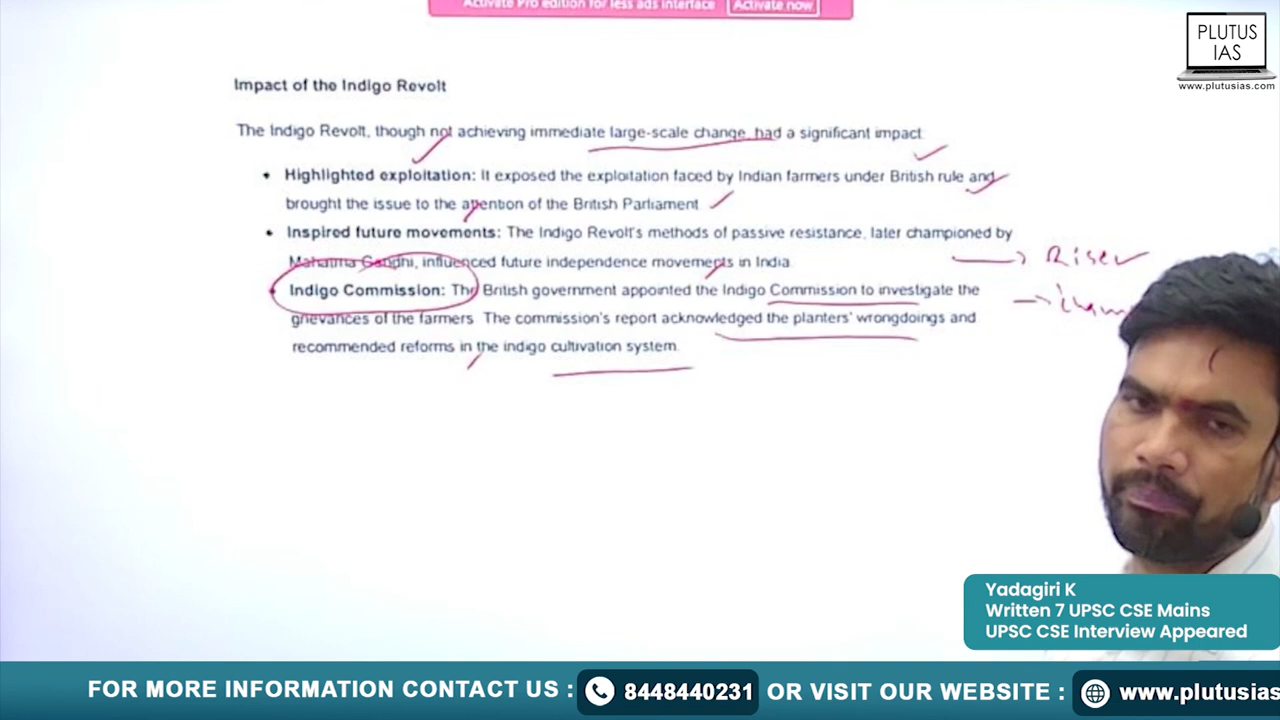 Activate Pro edition for less ads interface Activate now
PLUTUS
IAS
www.plutusias.com
Impact of the Indigo Revolt
The Indigo Revolt, though not achieving immediate large-scale change, had a significant impact
• Highlighted exploitation: It exposed the exploitation faced by Indian farmers under British rule and
brought the issue to the attention of the British Parliament
• Inspired future movements: The Indigo Revolt's methods of passive resistance, later championed by
Mahatma Gandhi, influenced future independence movements in India
• Indigo Commission: The British government appointed the Indigo Commission to investigate the
grievances of the farmers The commission's report acknowledged the planters' wrongdoings and
recommended reforms in the indigo cultivation system.
Yadagiri K
Written 7 UPSC CSE Mains
UPSC CSE Interview Appeared
FOR MORE INFORMATION CONTACT US : 8448440231 OR VISIT OUR WEBSITE : www.plutusias